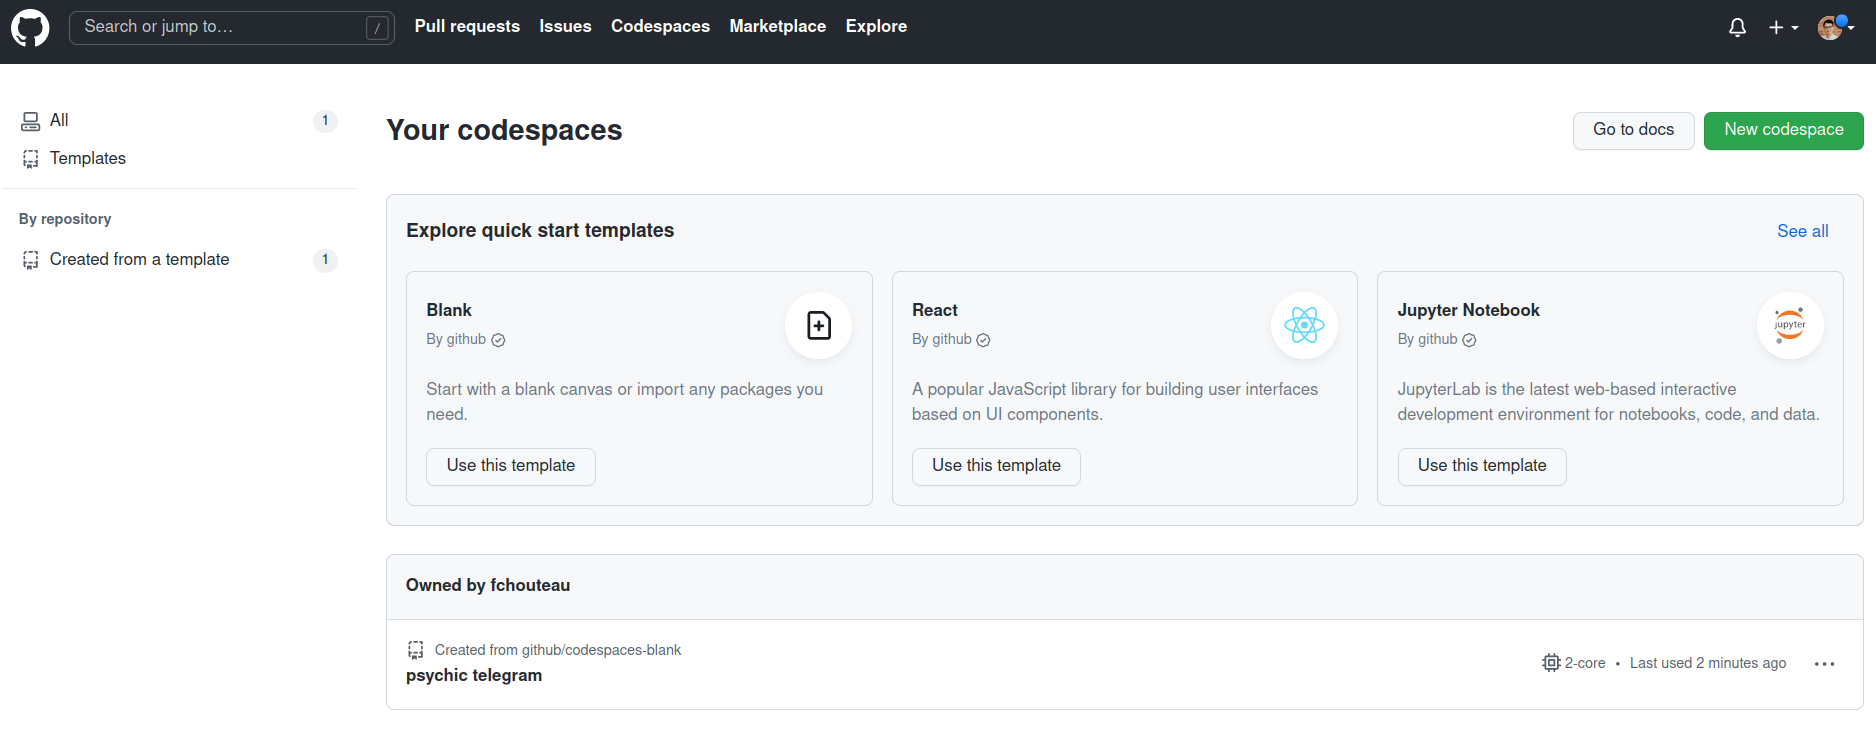 Search or jump to… / Pull requests Issues Codespaces Marketplace Explore
All 1
Templates
By repository
Created from a template 1
Your codespaces
Go to docs New codespace
Explore quick start templates See all
Blank
By github
Start with a blank canvas or import any packages you
need.
Use this template
React
By github
A popular JavaScript library for building user interfaces
based on UI components.
Use this template
Jupyter Notebook
By github
jupyter
JupyterLab is the latest web-based interactive
development environment for notebooks, code, and data.
Use this template
Owned by fchouteau
Created from github/codespaces-blank
psychic telegram
2-core • Last used 2 minutes ago